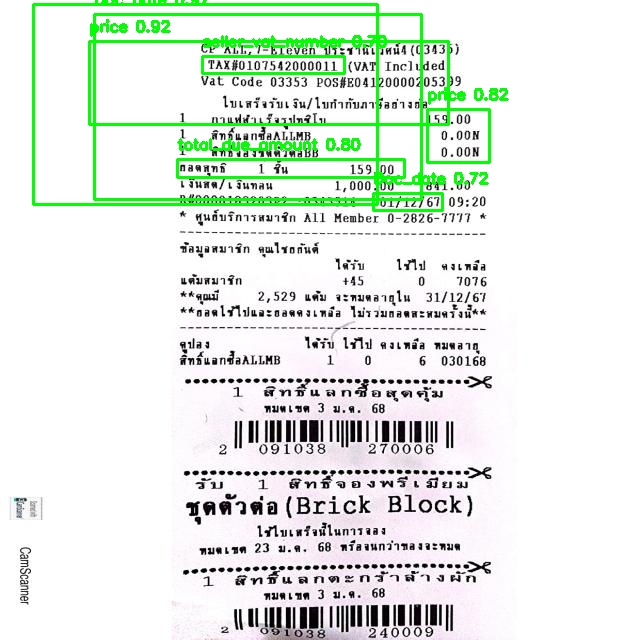 price 0.92
seller_vat_number 0.70
CP ALL,7-Eleven ประชานิเวศน์4(03435)
TAX#0107542000011 (VAT Included
Vat Code 03353 POS#E04120000205399
price 0.82
ใบเสร็จรับเงิน/ใบกำกับภาษีอย่างย่อ
1 กาแฟสำเร็จรูปทรีโบ 159.00
1 สิทธิ์แลกซื้อALLMB 0.00N
total_due_amount 0.80
1 0.00N
ยอดสุทธิ 1 ชิ้น 159.00
doc_date 0.72
เงินสด/เงินทอน 1,000.00 841.00
01/12/67 09:20
* ศูนย์บริการสมาชิก All Member 0-2826-7777 *
ข้อมูลสมาชิก คุณไชยยันต์
ได้รับ ใช้ไป คงเหลือ
แต้มสมาชิก +45 0 7076
**คุณมี 2,529 แต้ม จะหมดอายุใน 31/12/67
**ยอดใช้ไปและยอดคงเหลือ ไม่รวมยอดสะสมครั้งนี้**
คูปอง ได้รับ ใช้ไป คงเหลือ หมดอายุ
สิทธิ์แลกซื้อALLMB 1 0 6 030168
1 สิทธิ์แลกซื้อสุดคุ้ม
หมดเขต 3 ม.ค. 68
2 091038 270006
รับ 1 สิทธิ์จองพรีเมียม
ชุดตัวต่อ(Brick Block)
ใช้ใบเสร็จนี้ในการจอง
หมดเขต 23 ม.ค. 68 หรือจนกว่าของจะหมด
1 สิทธิ์แลกตะกร้าล้างผัก
หมดเขต 3 ม.ค. 68
2 091038 240009
CamScanner